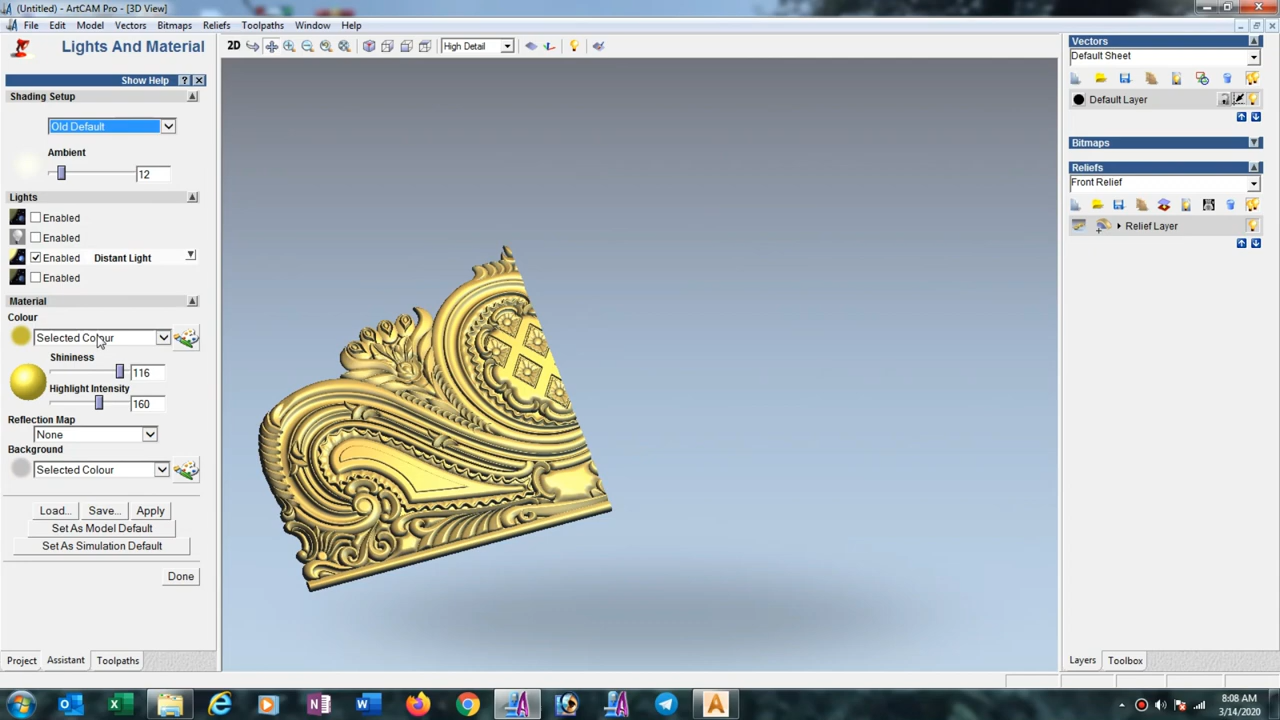 (Untitled) - ArtCAM Pro - [3D View]
File Edit Model Vectors Bitmaps Reliefs Toolpaths Window Help
Lights And Material
2D
High Detail
Show Help
?
Shading Setup
Old Default
Ambient
12
Lights
Enabled
Enabled
Enabled Distant Light
Enabled
Material
Colour
Selected Colour
Shininess
116
Highlight Intensity
160
Reflection Map
None
Background
Selected Colour
Load... Save... Apply
Set As Model Default
Set As Simulation Default
Done
Project Assistant Toolpaths
Vectors
Default Sheet
Default Layer
Bitmaps
Reliefs
Front Relief
Relief Layer
Layers Toolbox
8:08 AM
3/14/2020